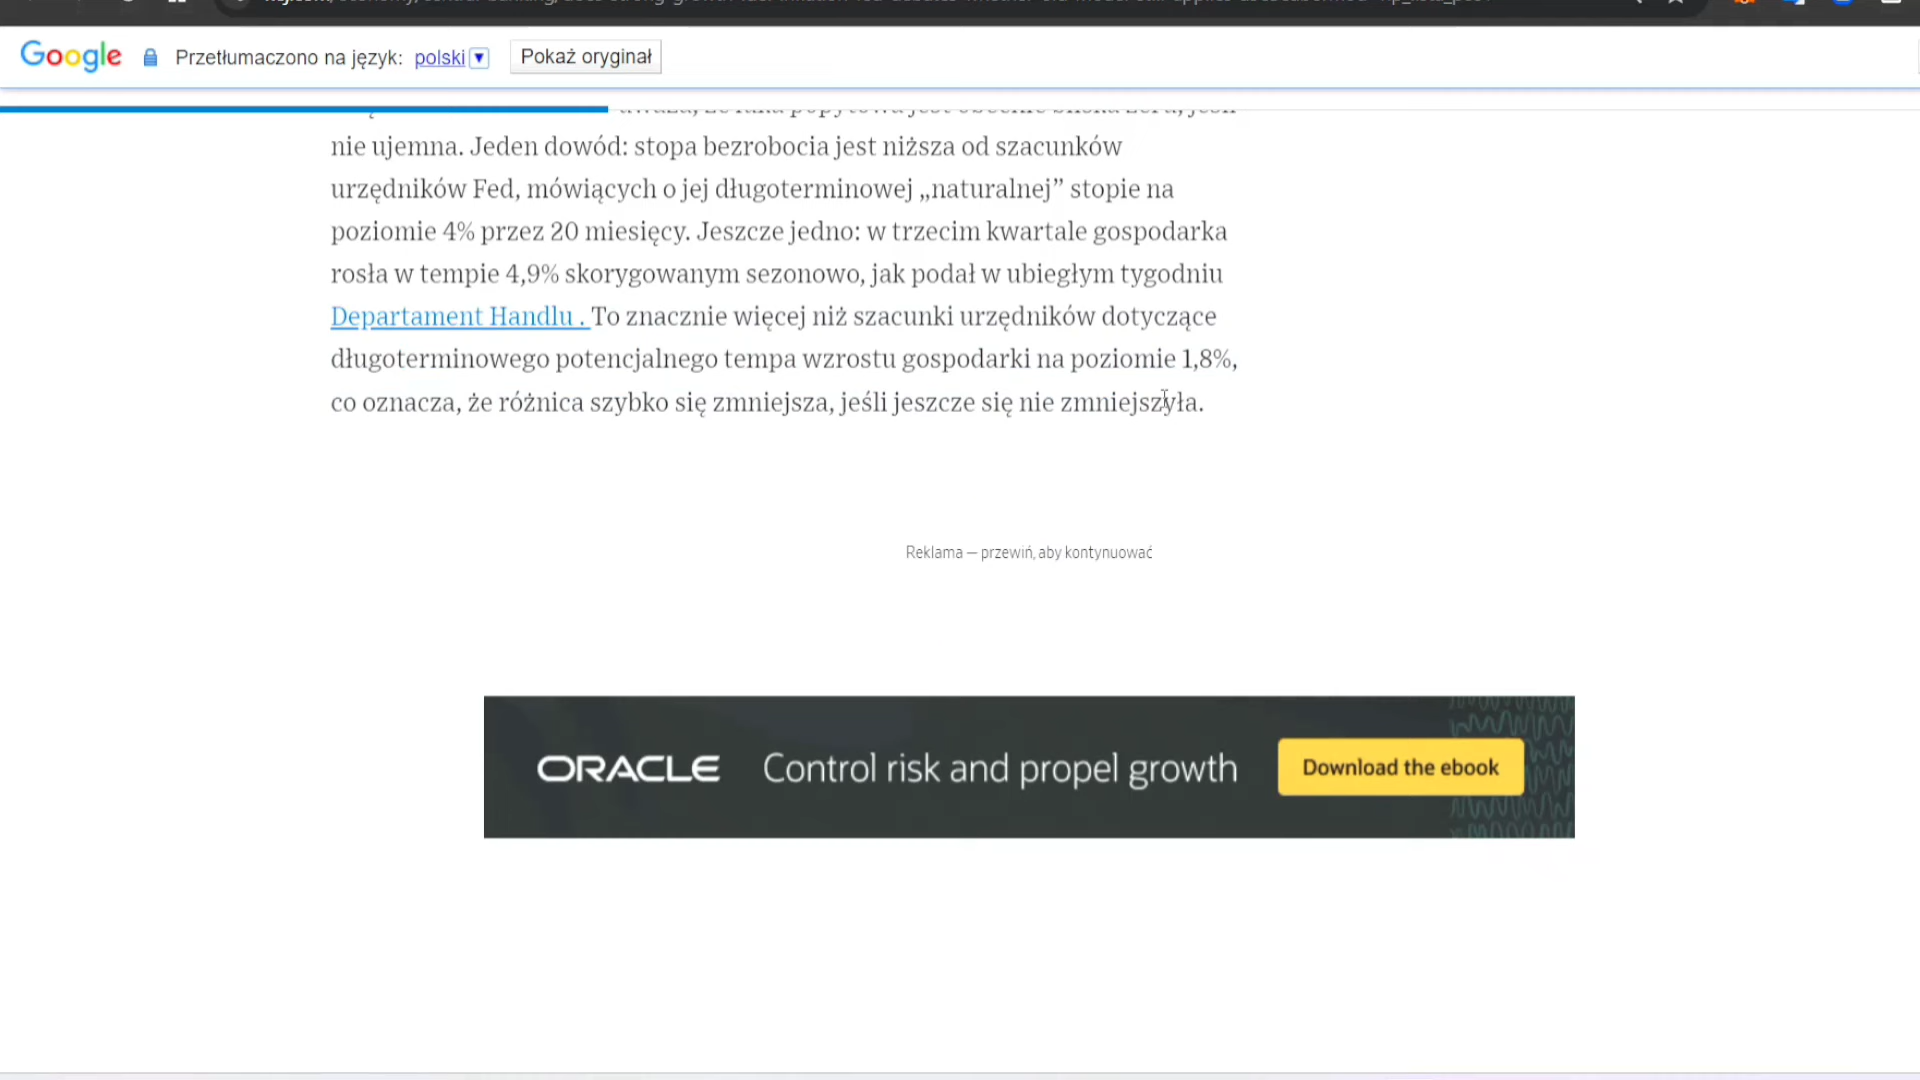 Google Przetłumaczono na język: polski Pokaż oryginał
nie ujemna. Jeden dowód: stopa bezrobocia jest niższa od szacunków
urzędników Fed, mówiących o jej długoterminowej „naturalnej” stopie na
poziomie 4% przez 20 miesięcy. Jeszcze jedno: w trzecim kwartale gospodarka
rosła w tempie 4,9% skorygowanym sezonowo, jak podał w ubiegłym tygodniu
Departament Handlu . To znacznie więcej niż szacunki urzędników dotyczące
długoterminowego potencjalnego tempa wzrostu gospodarki na poziomie 1,8%,
co oznacza, że różnica szybko się zmniejsza, jeśli jeszcze się nie zmniejszyła.
Reklama — przewiń, aby kontynuować
ORACLE Control risk and propel growth Download the ebook